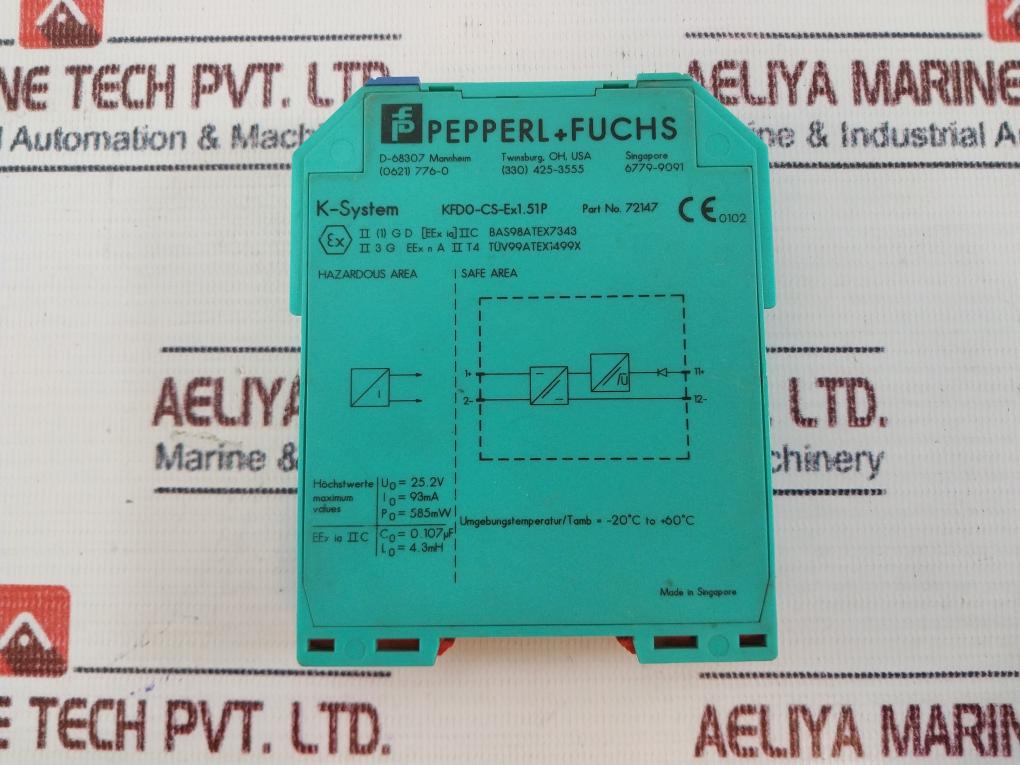 NE TECH PVT. LTD.
l Automation & Mach
AELIYA MARINE
ne & Industrial A
PEPPERL+FUCHS
D-68307 Mannheim Twinsburg, OH, USA Singapore
(0621) 776-0 (330) 425-3555 6779-9091
K-System KFD0-CS-Ex1.51P Part No. 72147 CE 0102
Ex II (1) G D [EEx ia] IIC BAS98ATEX7343
II 3 G EEx n A II T4 TÜV99ATEX1499X
HAZARDOUS AREA SAFE AREA
1+ 11+
I /Ü
2- 12-
AELIYA LTD.
Marine & chinery
Höchstwerte U0 = 25.2V
maximum I0 = 93mA
values P0 = 585mW
EEx ia IIC C0 = 0.107µF
L0 = 4.3mH
Umgebungstemperatur/Tamb = -20°C to +60°C
Made in Singapore
E TECH PVT. LTD.
AELIYA MARIN